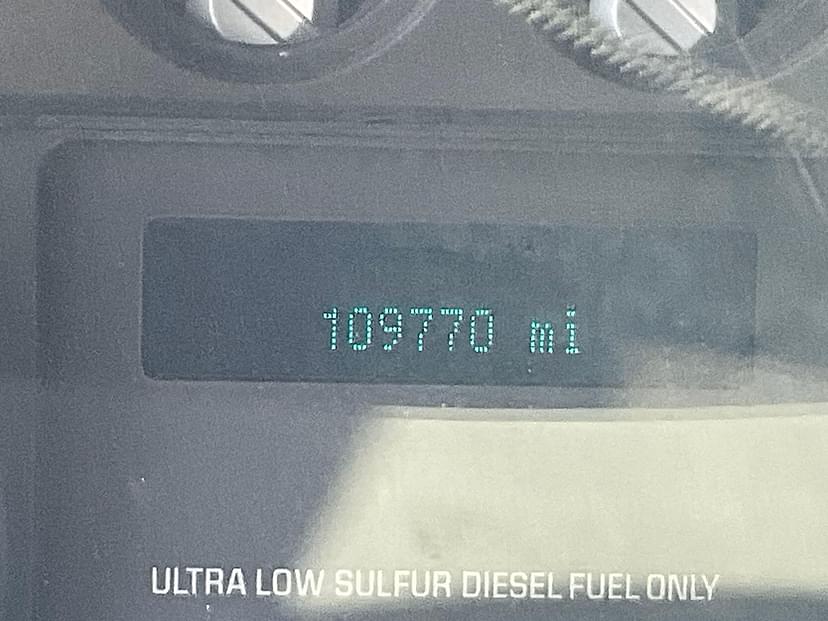 109770 mi
ULTRA LOW SULFUR DIESEL FUEL ONLY